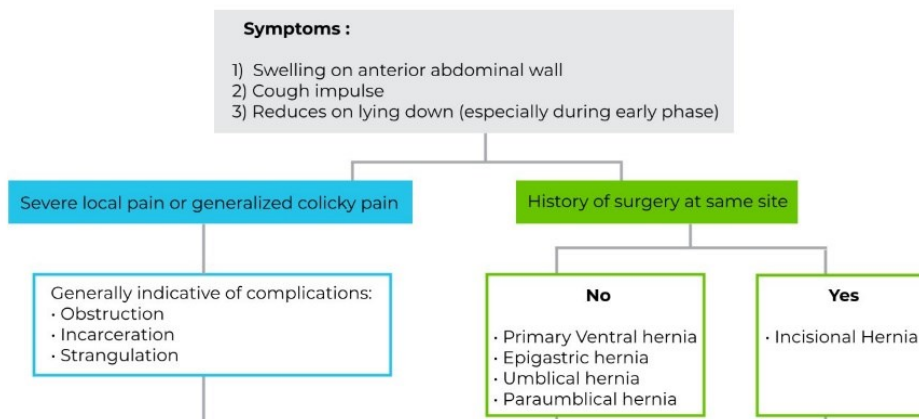 Symptoms :
1) Swelling on anterior abdominal wall
2) Cough impulse
3) Reduces on lying down (especially during early phase)
Severe local pain or generalized colicky pain
History of surgery at same site
Generally indicative of complications:
· Obstruction
· Incarceration
· Strangulation
No
· Primary Ventral hernia
· Epigastric hernia
· Umblical hernia
· Paraumblical hernia
Yes
· Incisional Hernia